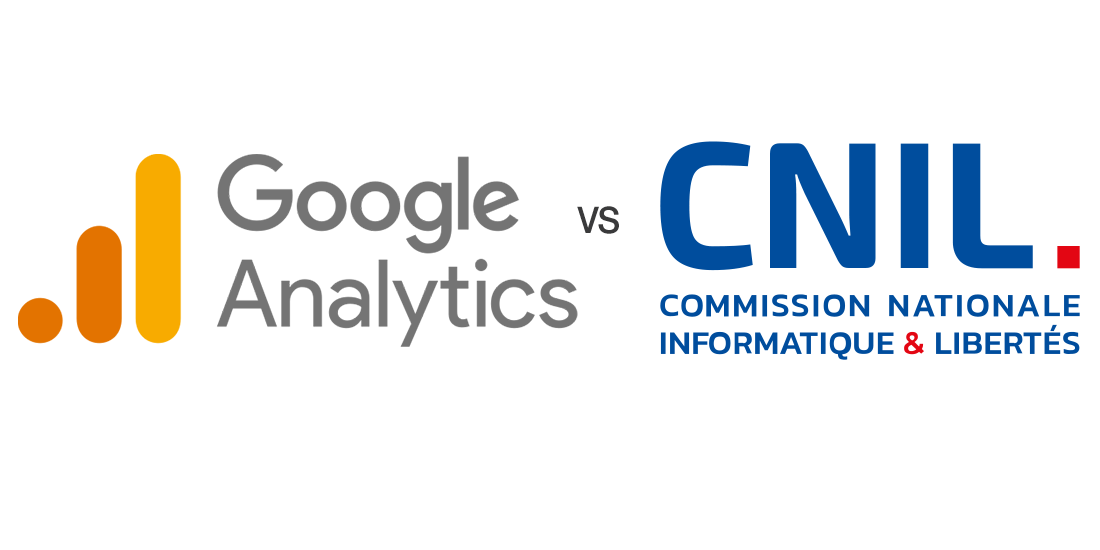 Google
Analytics
vs
CNIL.
COMMISSION NATIONALE
INFORMATIQUE & LIBERTÉS